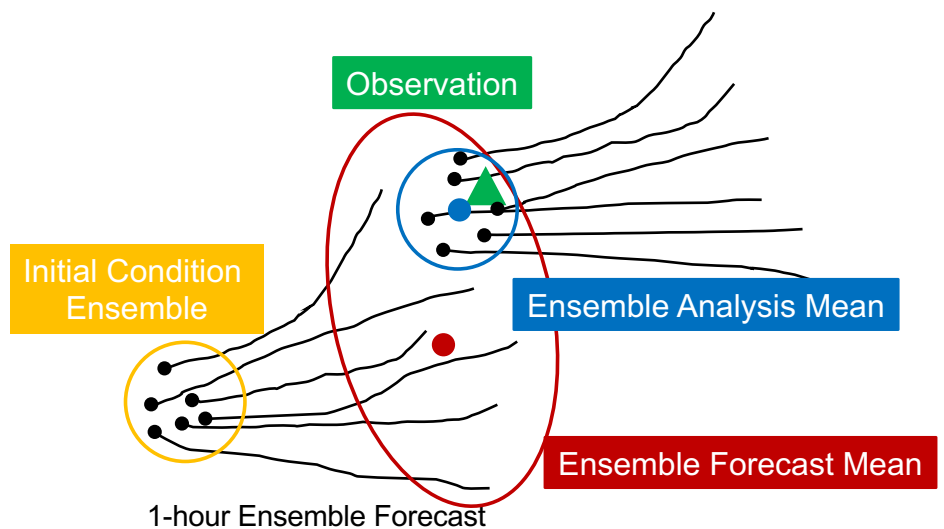 Observation
Initial Condition
Ensemble
Ensemble Analysis Mean
Ensemble Forecast Mean
1-hour Ensemble Forecast